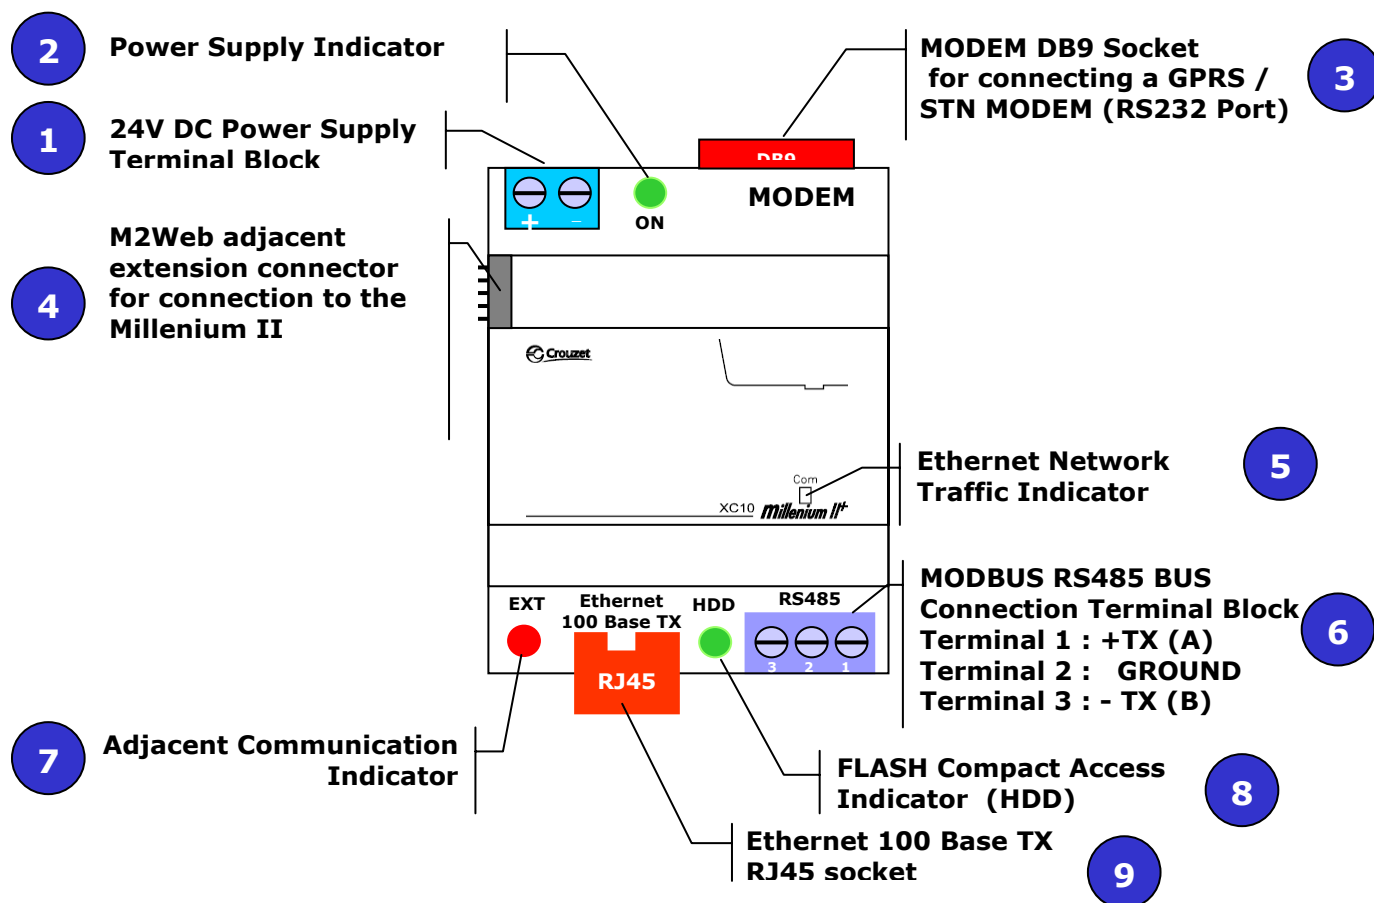 2
Power Supply Indicator
1
24V DC Power Supply
Terminal Block
MODEM DB9 Socket
for connecting a GPRS /
STN MODEM (RS232 Port)
3
DB9
MODEM
+ −
ON
4
M2Web adjacent
extension connector
for connection to the
Millenium II
Crouzet
Com
XC10 Millenium II+
Ethernet Network
Traffic Indicator
5
EXT
Ethernet
100 Base TX
HDD
RS485
3 2 1
RJ45
MODBUS RS485 BUS
Connection Terminal Block
Terminal 1 : +TX (A)
Terminal 2 : GROUND
Terminal 3 : - TX (B)
6
7
Adjacent Communication
Indicator
FLASH Compact Access
Indicator (HDD)
8
Ethernet 100 Base TX
RJ45 socket
9